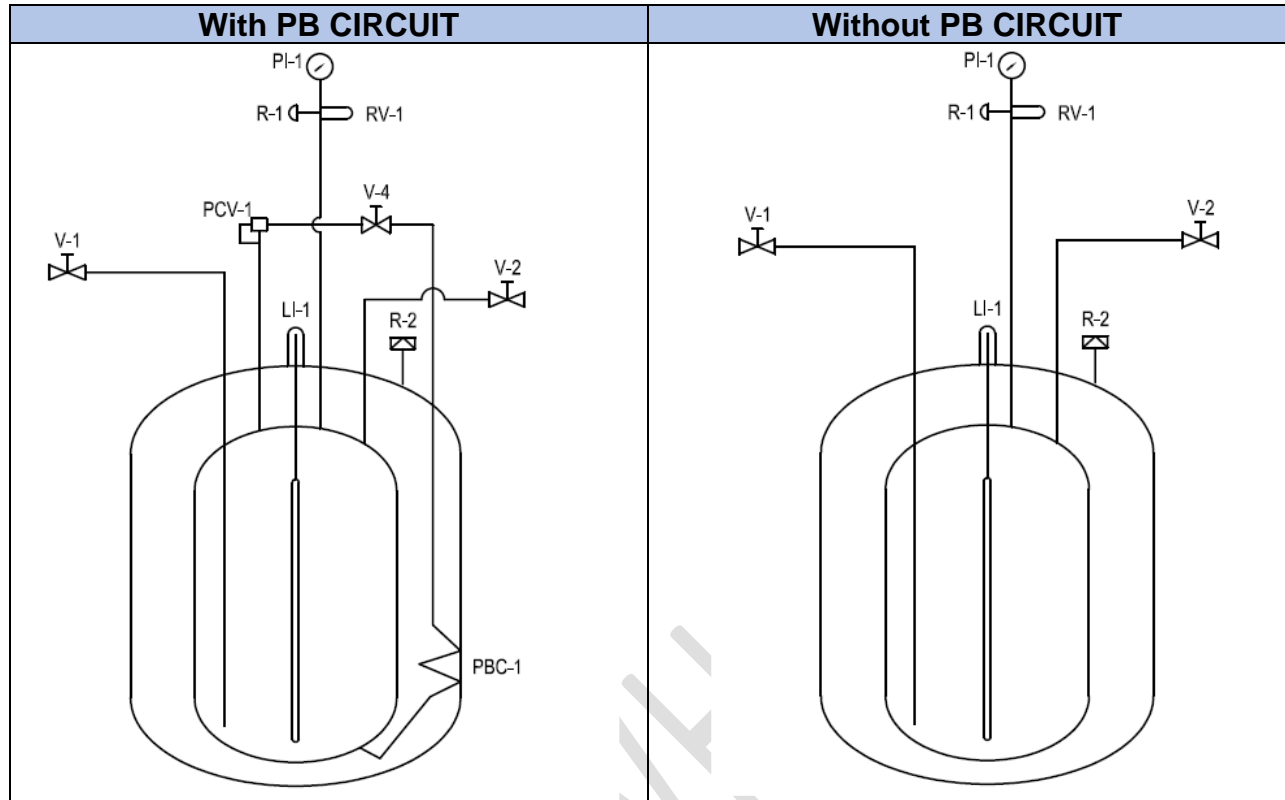 With PB CIRCUIT
PI-1
R-1
RV-1
V-4
PCV-1
V-1
V-2
LI-1
R-2
PBC-1
Without PB CIRCUIT
PI-1
R-1
RV-1
V-1
V-2
LI-1
R-2